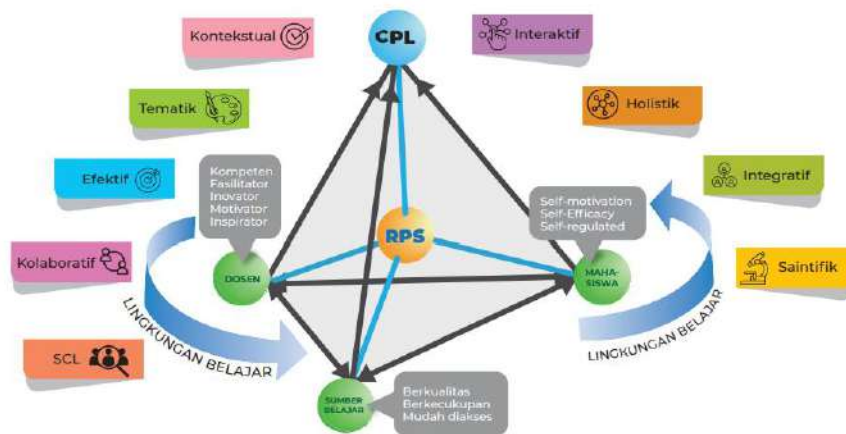 Kontekstual
CPL
Interaktif
Tematik
Holistik
Efektif
Kompeten
Fasilitator
Inovator
Motivator
Inspirator
Self-motivation
Self-Efficacy
Self-regulated
Integratif
RPS
Kolaboratif
DOSEN
MAHA-
SISWA
Saintifik
LINGKUNGAN BELAJAR
LINGKUNGAN BELAJAR
SCL
SUMBER
BELAJAR
Berkualitas
Berkecukupan
Mudah diakses